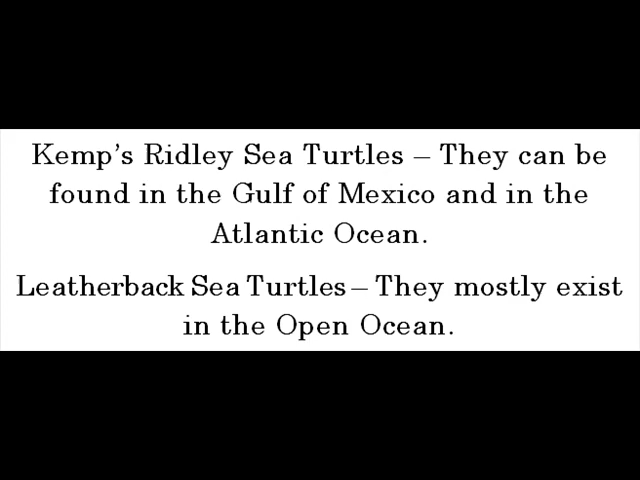 Kemp’s Ridley Sea Turtles – They can be
found in the Gulf of Mexico and in the
Atlantic Ocean.
Leatherback Sea Turtles – They mostly exist
in the Open Ocean.